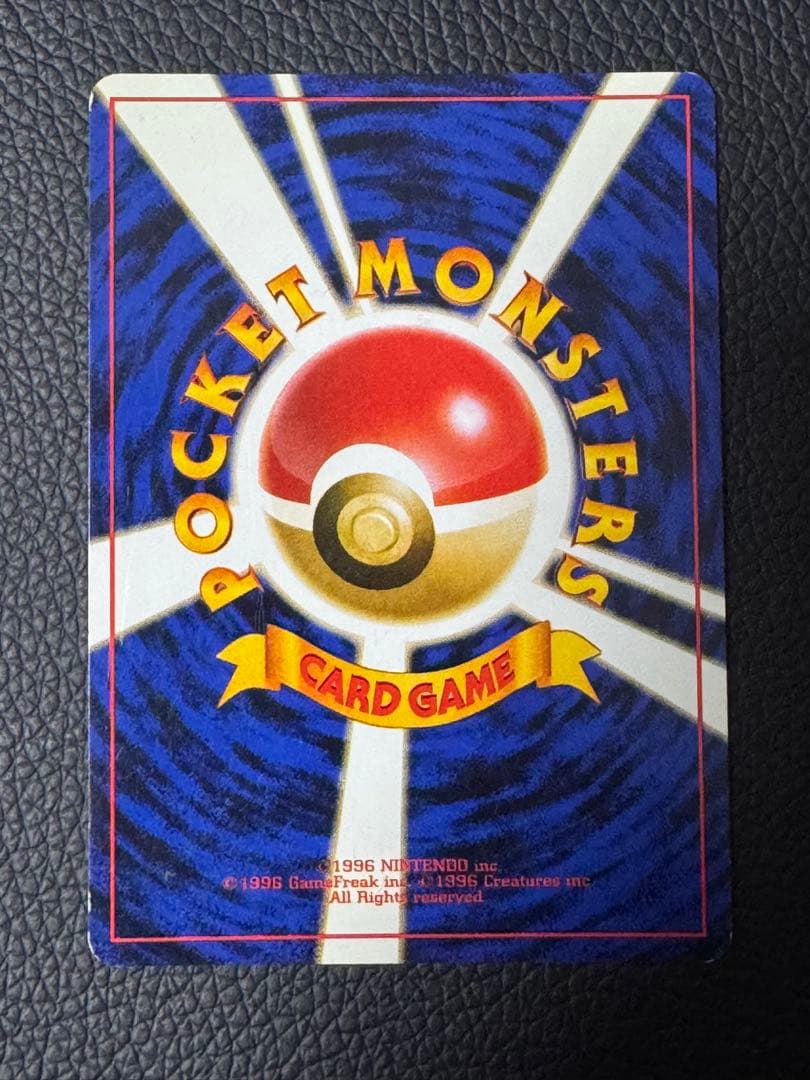 POCKET MONSTERS
CARD GAME
©1996 NINTENDO inc
©1996 GameFreak inc ©1996 Creatures inc
All Rights reserved